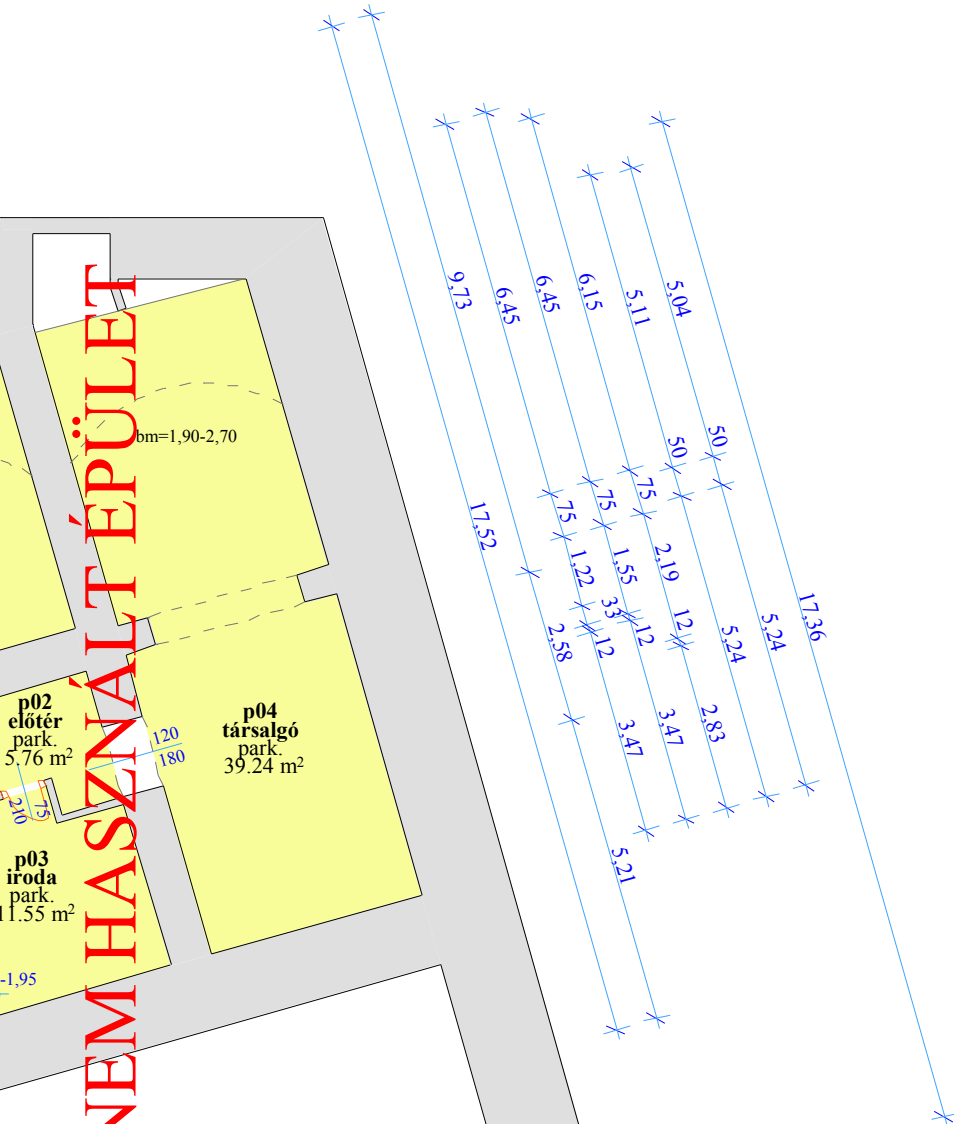 NEM HASZNÁLT ÉPÜLET
bm=1,90-2,70
p02
előtér
park.
5.76 m²
p04
társalgó
park.
39.24 m²
120
180
210
75
p03
iroda
park.
11.55 m²
-1,95
9,73
6,45
6,45
6,15
5,11
5,04
17,52
75
75
75
50
50
1,22
1,55
2,19
33
12
12
12
2,58
5,24
5,24
17,36
3,47
3,47
2,83
5,21